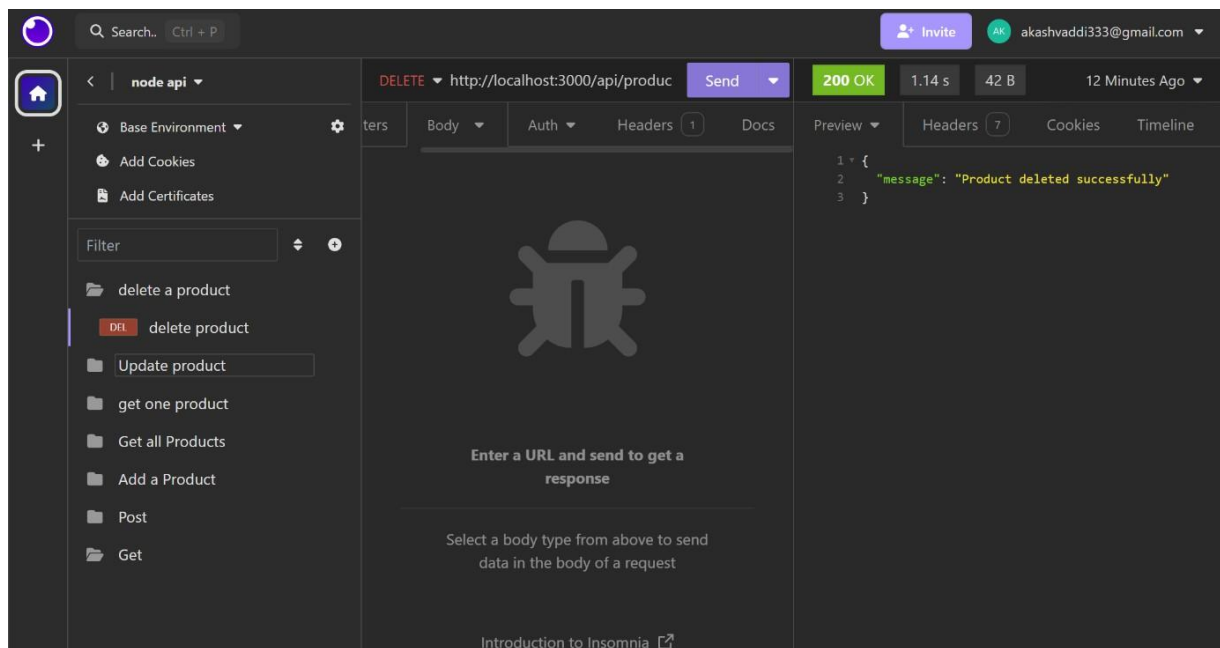 Search.. Ctrl + P
Invite
AK
akashvaddi333@gmail.com
node api
Base Environment
Add Cookies
Add Certificates
Filter
delete a product
DEL delete product
Update product
get one product
Get all Products
Add a Product
Post
Get
DELETE http://localhost:3000/api/produc Send
ters Body Auth Headers 1 Docs
Enter a URL and send to get a
response
Select a body type from above to send
data in the body of a request
Introduction to Insomnia
200 OK 1.14 s 42 B 12 Minutes Ago
Preview Headers 7 Cookies Timeline
1 {
2 "message": "Product deleted successfully"
3 }